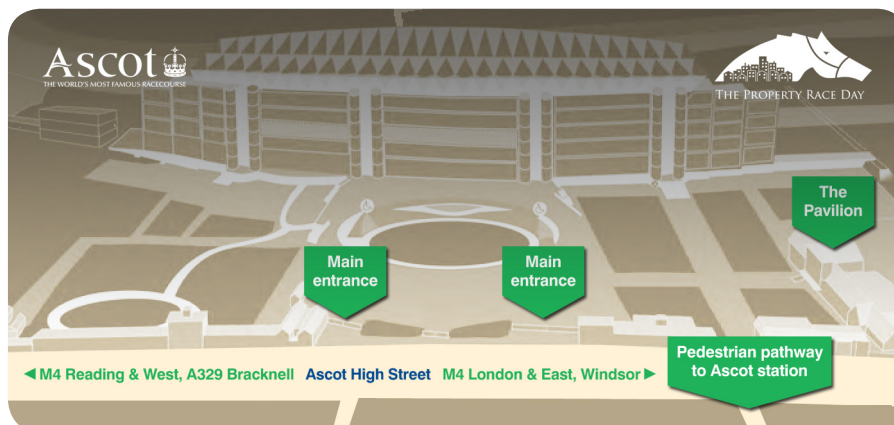 ASCOT
THE WORLD'S MOST FAMOUS RACECOURSE
THE PROPERTY RACE DAY
The
Pavilion
Main
entrance
Main
entrance
Pedestrian pathway
to Ascot station
◀ M4 Reading & West, A329 Bracknell Ascot High Street M4 London & East, Windsor ▶